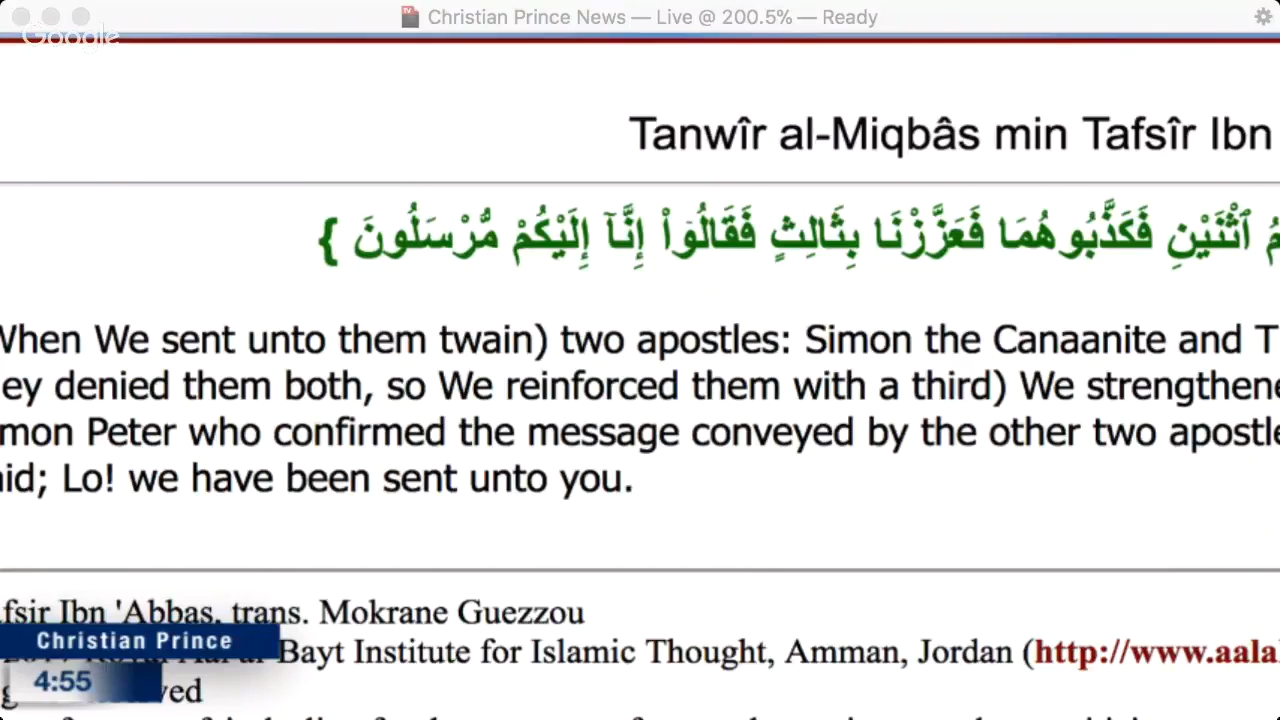 Christian Prince News — Live @ 200.5% — Ready
Google
Tanwîr al-Miqbâs min Tafsîr Ibn
ٱثْنَيْنِ فَكَذَّبُوهُمَا فَعَزَّزْنَا بِثَالِثٍ فَقَالُوۤاْ إِنَّآ إِلَيْكُمْ مُّرْسَلُونَ }
When We sent unto them twain) two apostles: Simon the Canaanite and T
ey denied them both, so We reinforced them with a third) We strengthene
mon Peter who confirmed the message conveyed by the other two apostle
aid; Lo! we have been sent unto you.
afsir Ibn 'Abbas, trans. Mokrane Guezzou
Christian Prince
Bayt Institute for Islamic Thought, Amman, Jordan (http://www.aala
4:55
ved